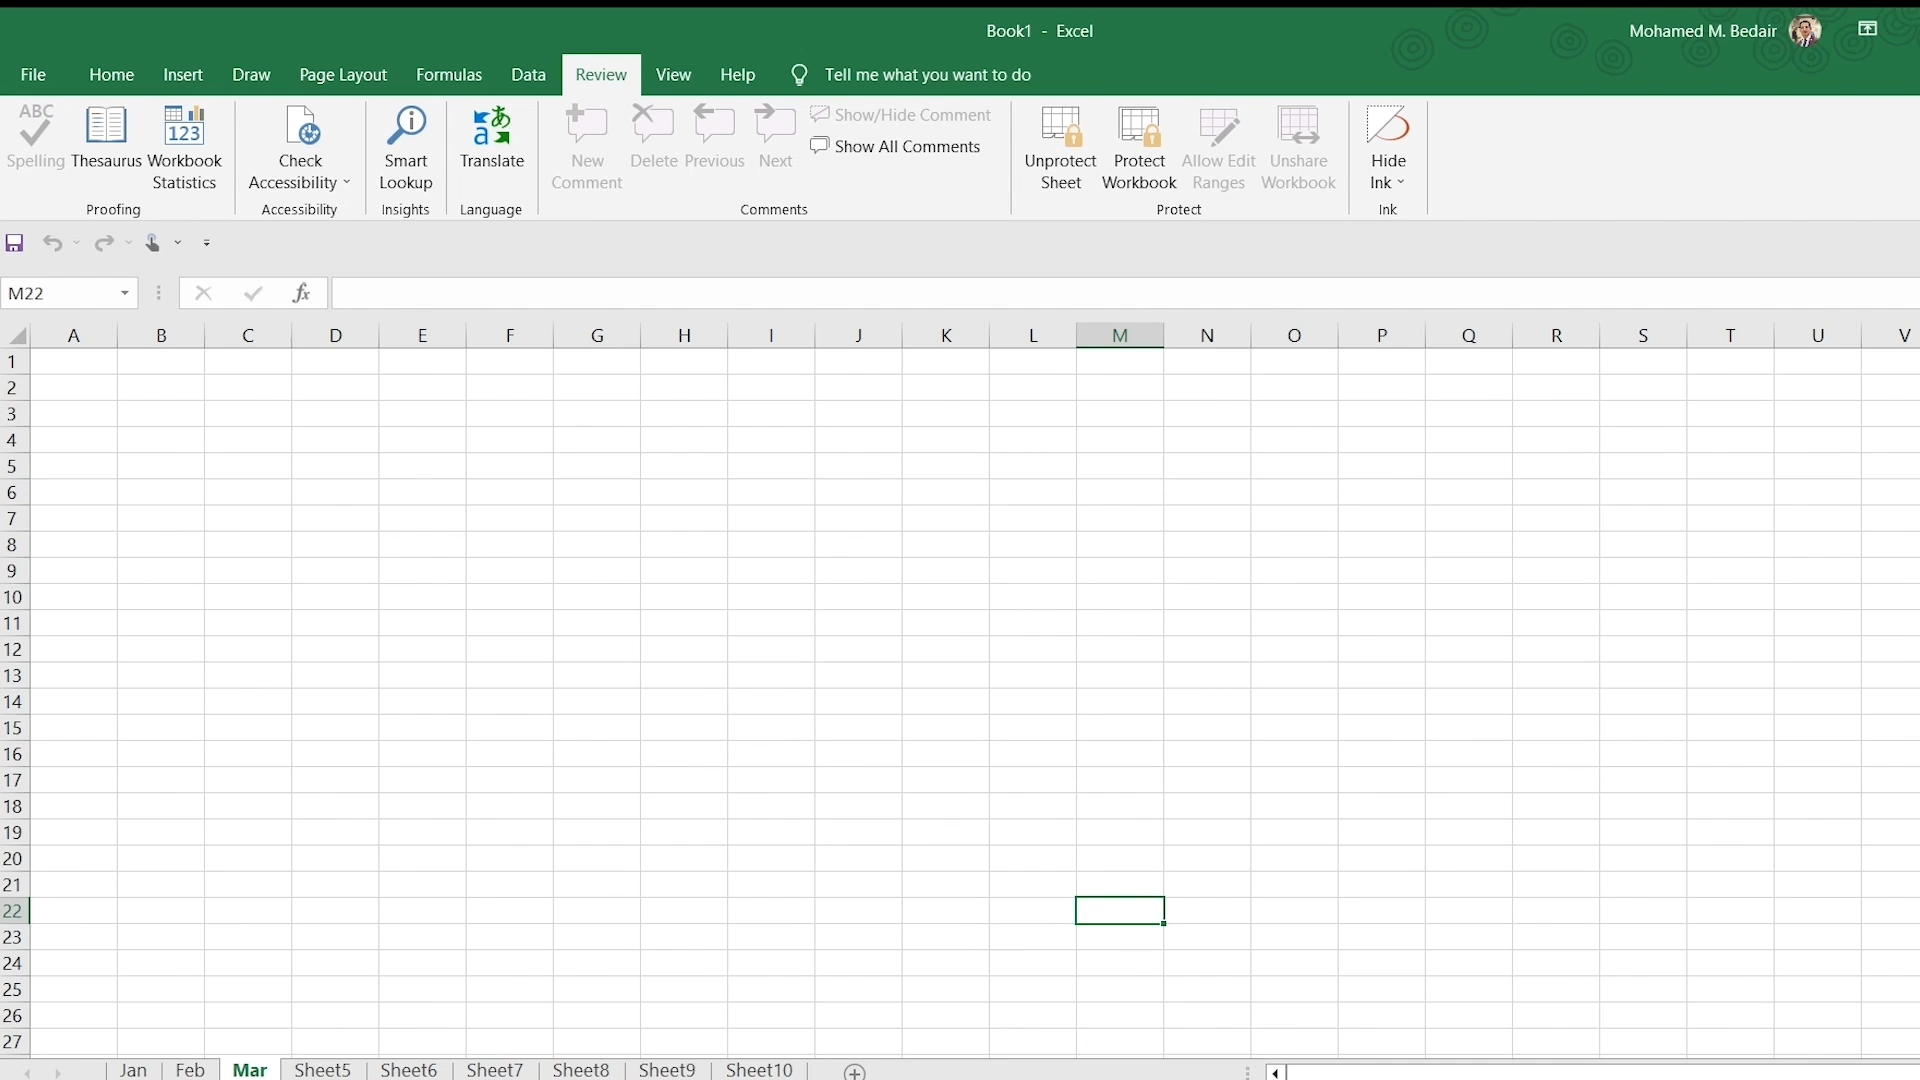 Book1 - Excel
Mohamed M. Bedair
File Home Insert Draw Page Layout Formulas Data Review View Help Tell me what you want to do
ABC
Spelling
Thesaurus
123
Workbook
Statistics
Proofing
Check
Accessibility
Accessibility
Smart
Lookup
Insights
Translate
Language
New
Comment
Delete
Previous
Next
Show/Hide Comment
Show All Comments
Comments
Unprotect
Sheet
Protect
Workbook
Allow Edit
Ranges
Unshare
Workbook
Protect
Hide
Ink
Ink
M22
fx
A B C D E F G H I J K L M N O P Q R S T U V
1
2
3
4
5
6
7
8
9
10
11
12
13
14
15
16
17
18
19
20
21
22
23
24
25
26
27
Jan Feb Mar Sheet5 Sheet6 Sheet7 Sheet8 Sheet9 Sheet10